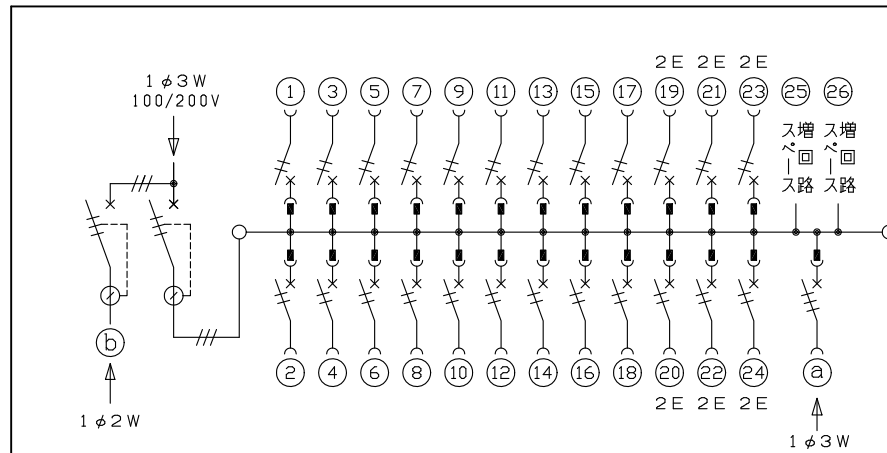 2E 2E 2E
1φ3W
100/200V
① ③ ⑤ ⑦ ⑨ ⑪ ⑬ ⑮ ⑰ ⑲ ㉑ ㉓ ㉕ ㉖
増回路
スペース
増回路
スペース
ⓑ
② ④ ⑥ ⑧ ⑩ ⑫ ⑭ ⑯ ⑱ ⑳ ㉒ ㉔ ⓐ
2E 2E 2E
1φ2W
1φ3W